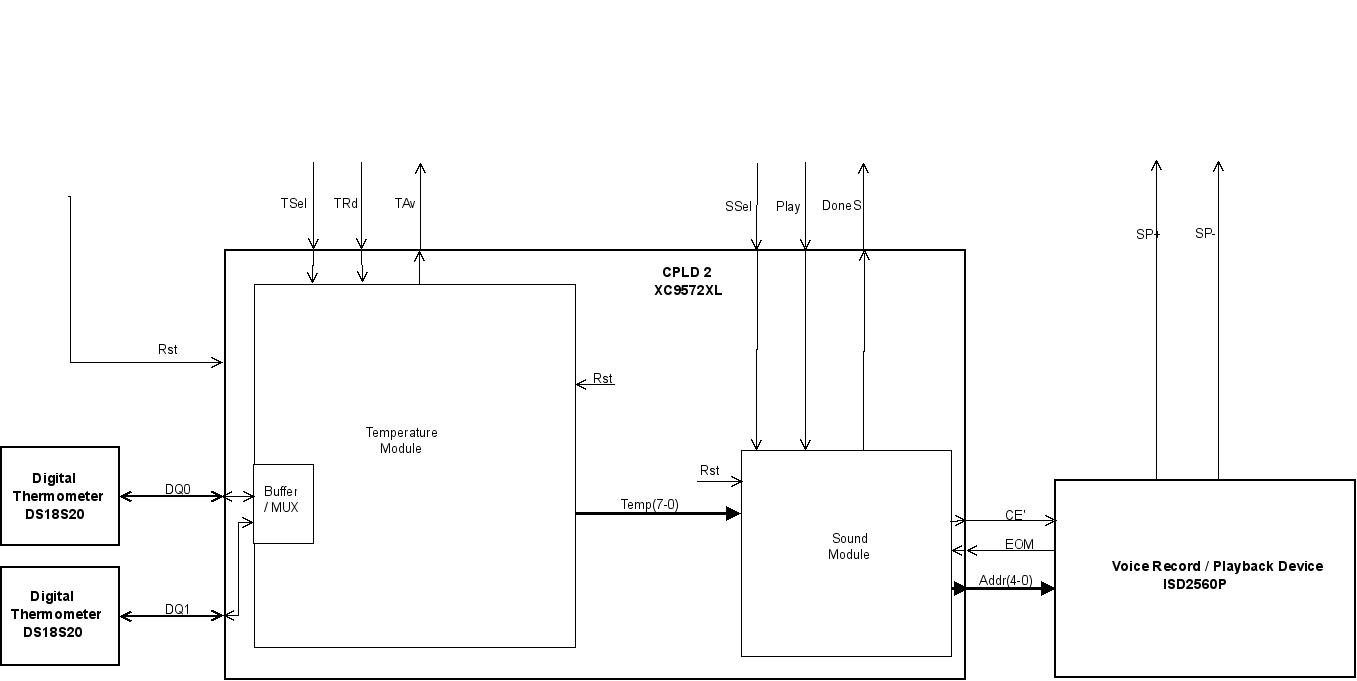 TSel
TRd
TAv
SSel
Play
DoneS
SP+
SP-
CPLD 2
XC9572XL
Rst
Rst
Temperature
Module
Digital
Thermometer
DS18S20
DQ0
Buffer
/ MUX
Rst
Temp(7-0)
Sound
Module
CE'
EOM
Addr(4-0)
Voice Record / Playback Device
ISD2560P
Digital
Thermometer
DS18S20
DQ1